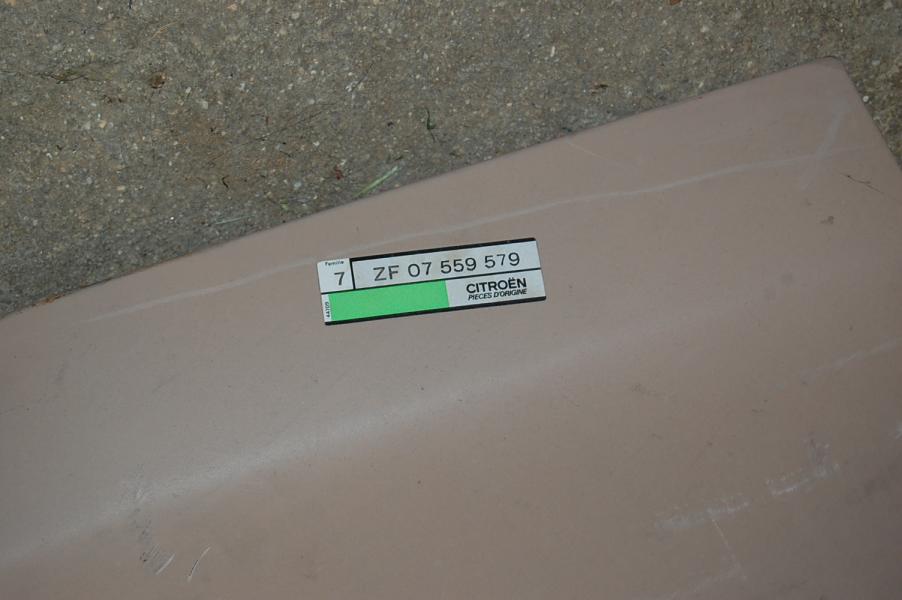 Famille
7
ZF 07 559 579
CITROËN
PIECES D'ORIGINE